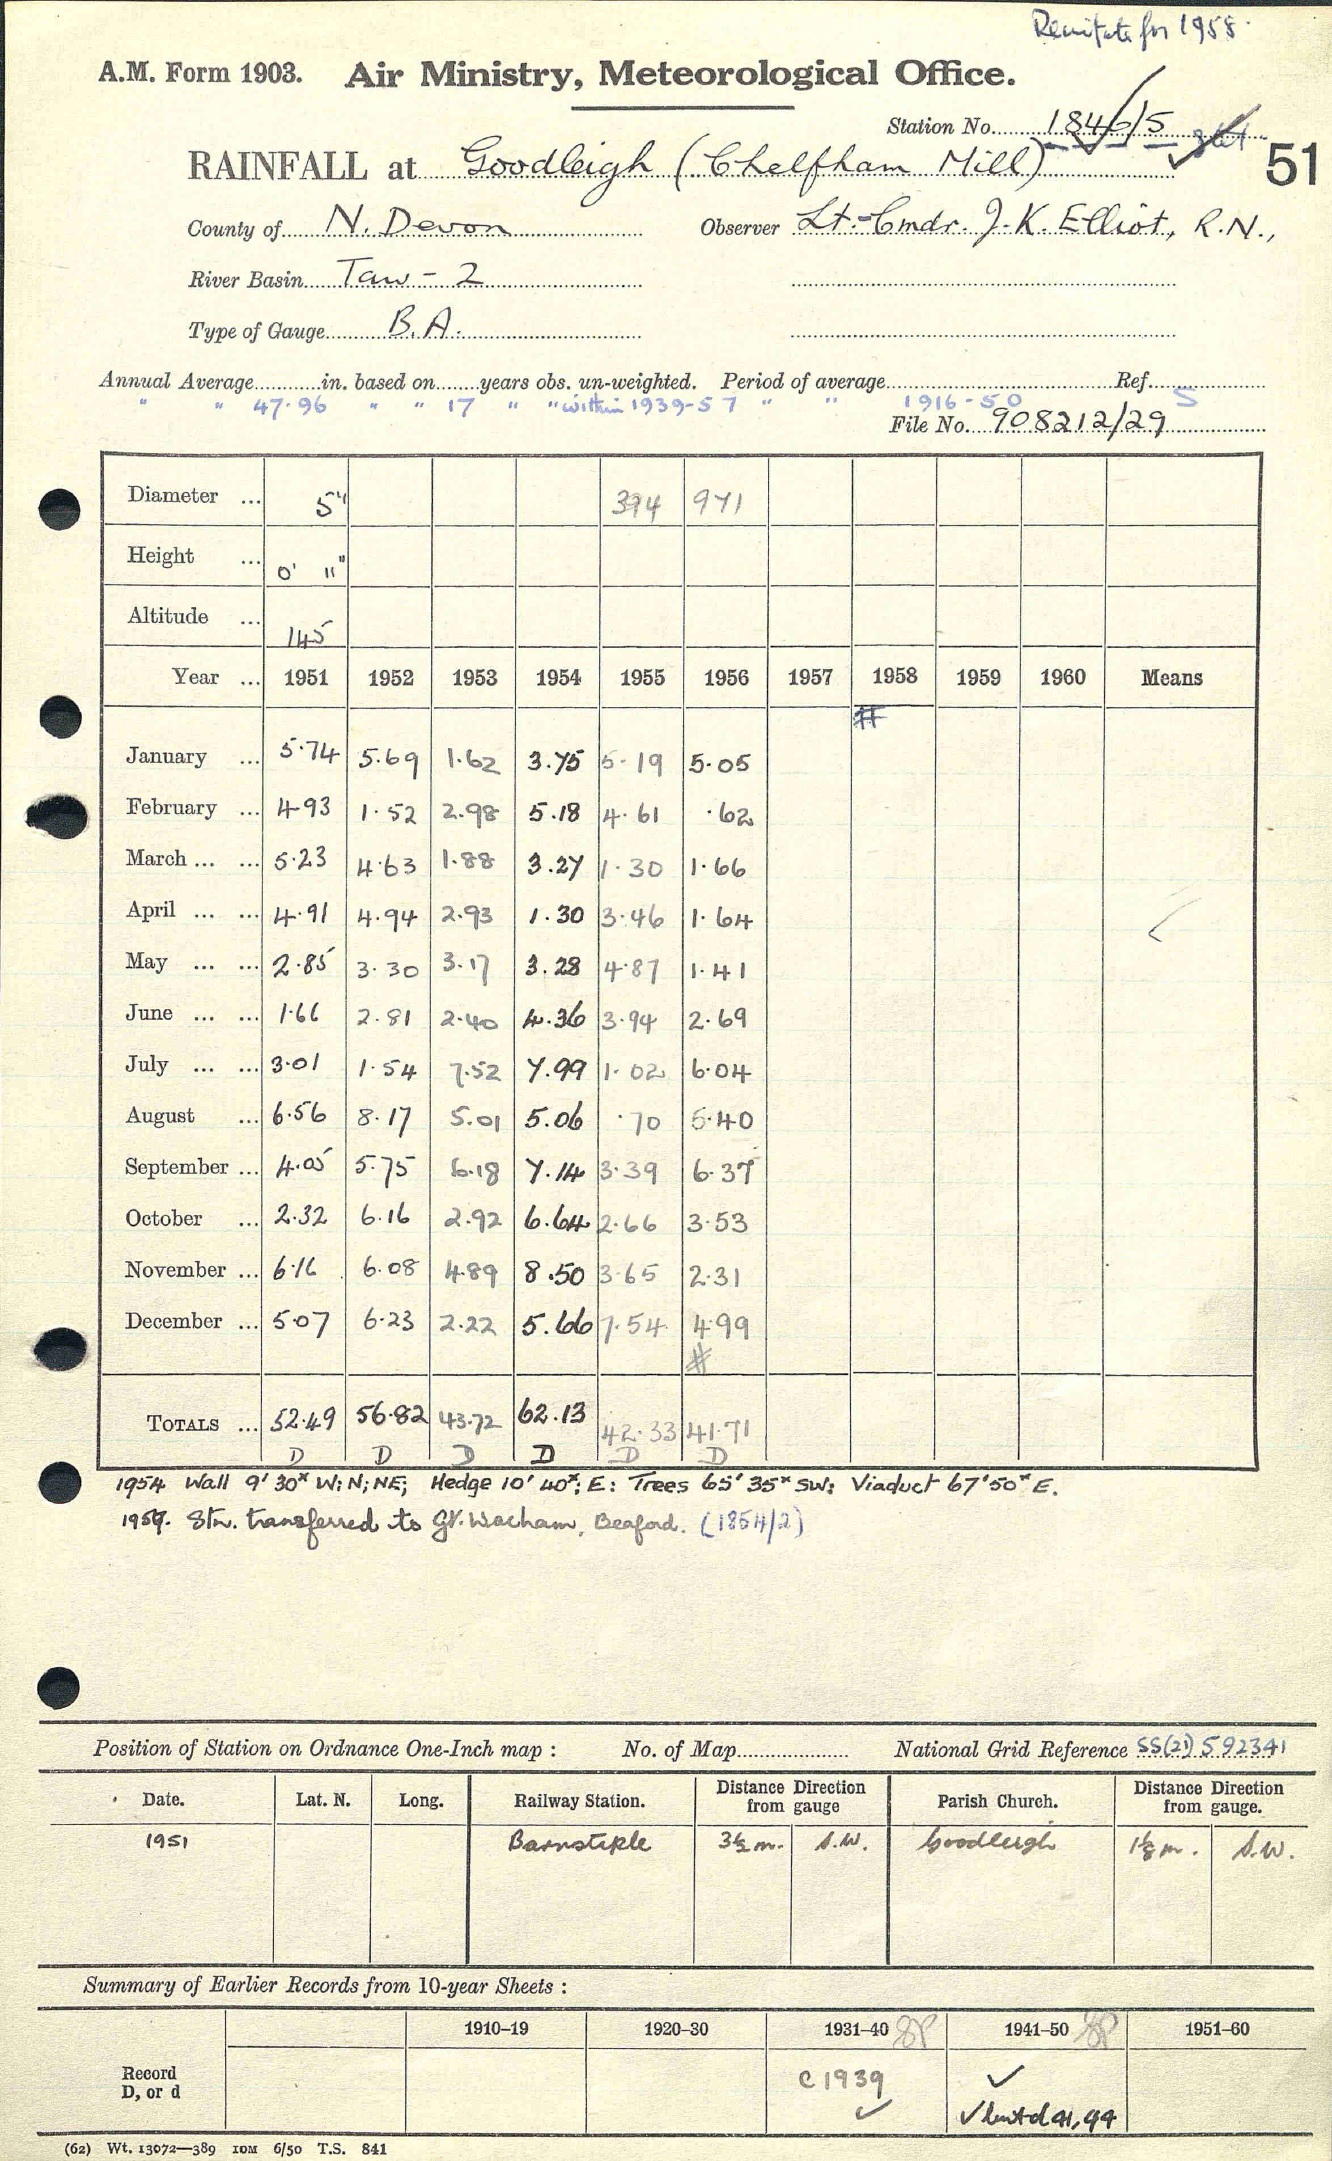 A.M. Form 1903. Air Ministry, Meteorological Office.
for 1958.
Station No. 1846/5
51
RAINFALL at Goodleigh (Chelfham Mill)
County of N. Devon Observer Lt.-Cmdr. J.K. Elliot, R.N.,
River Basin Taw - 2
Type of Gauge B.A.
Annual Average in. based on years obs. un-weighted. Period of average Ref.
" " 47.96 " " 17 " " within 1939-57 " " 1916-50 S
File No. 908212/29
Diameter ... 5" 394 971
Height ... 0' 11"
Altitude ... 145
Year ... 1951 1952 1953 1954 1955 1956 1957 1958 1959 1960 Means
#
January ... 5.74 5.69 1.62 3.75 5.19 5.05
February ... 4.93 1.52 2.98 5.18 4.61 .62
March ... ... 5.23 4.63 1.88 3.27 1.30 1.66
April ... ... 4.91 4.94 2.93 1.30 3.46 1.64
May ... ... 2.85 3.30 3.17 3.28 4.87 1.41
June ... ... 1.66 2.81 2.40 4.36 3.94 2.69
July ... ... 3.01 1.54 7.52 7.99 1.02 6.04
August ... 6.56 8.17 5.01 5.06 .70 5.40
September ... 4.05 5.75 6.18 7.14 3.39 6.37
October ... 2.32 6.16 2.92 6.64 2.66 3.53
November ... 6.16 6.08 4.89 8.50 3.65 2.31
December ... 5.07 6.23 2.22 5.66 7.54 4.99
#
TOTALS ... 52.49 56.82 43.72 62.13 42.33 41.71
D D D D D D
1954 Wall 9' 30° W; N; NE; Hedge 10' 40°; E: Trees 65' 35° SW: Viaduct 67' 50° E.
Stn. transferred to Gt. Wacham, Beaford. (1854/2)
Position of Station on Ordnance One-Inch map : No. of Map National Grid Reference SS(21) 592341
Date. Lat. N. Long. Railway Station. Distance Direction from gauge Parish Church. Distance Direction from gauge.
1951 Barnstaple 3½ m. S.W. Goodleigh 1⅛ m. S.W.
Summary of Earlier Records from 10-year Sheets :
1910–19 1920–30 1931–40 1941–50 1951–60
Record D, or d c 1939 ✓ ✓
✓ but d 41, 44
(62) Wt. 13072—389 10M 6/50 T.S. 841